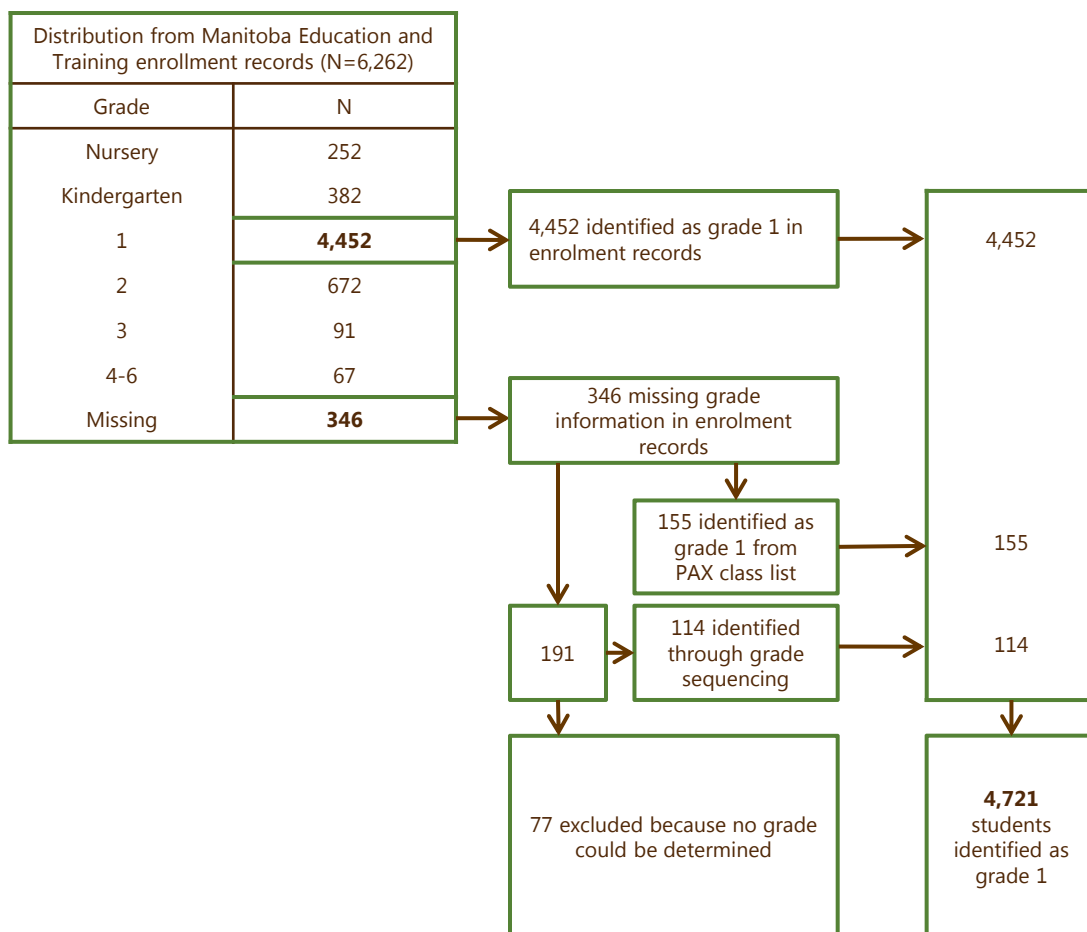 Distribution from Manitoba Education and
Training enrollment records (N=6,262)
Grade N
Nursery 252
Kindergarten 382
1 4,452
2 672
3 91
4-6 67
Missing 346
4,452 identified as grade 1 in
enrolment records
4,452
346 missing grade
information in enrolment
records
155 identified as
grade 1 from
PAX class list
155
191
114 identified
through grade
sequencing
114
77 excluded because no grade
could be determined
4,721
students
identified as
grade 1